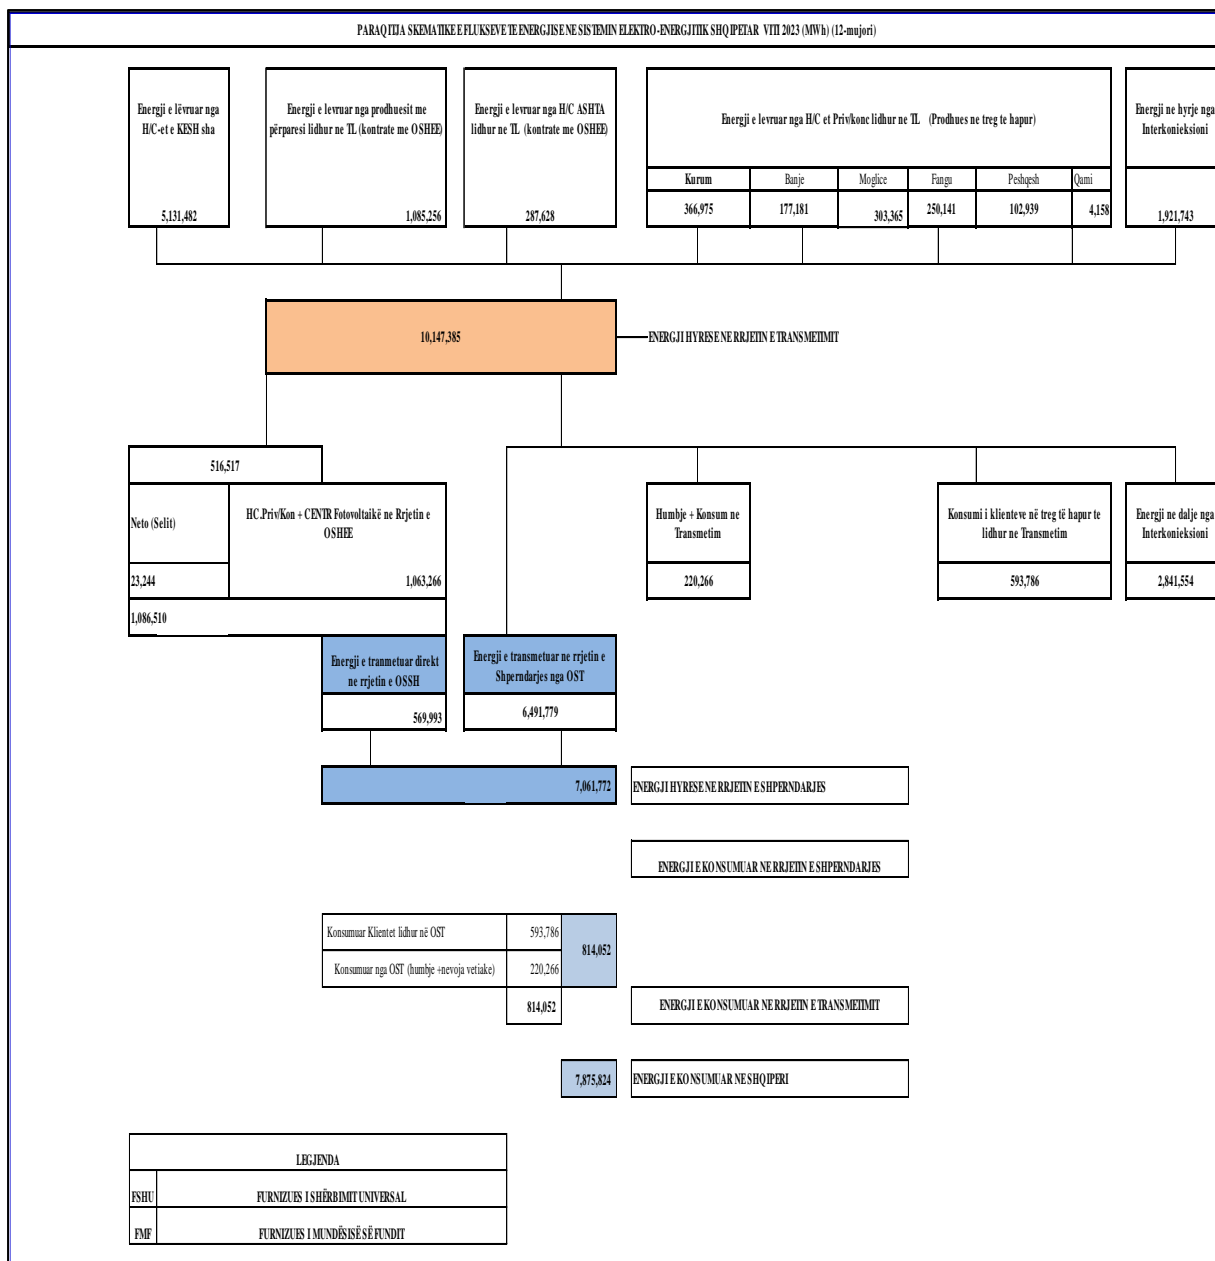 PARAQITJA SKEMATIKE E FLUKSEVE TE ENERGJISE NE SISTEMIN ELEKTRO-ENERGJITIK SHQIPETAR VITI 2023 (MWh) (12-mujori)
Energji e lëvruar nga
H/C-et e KESH sha
5,131,482
Energji e levruar nga prodhuesit me
përparesi lidhur ne TL (kontrate me OSHEE)
1,085,256
Energji e levruar nga H/C ASHTA
lidhur ne TL (kontrate me OSHEE)
287,628
Energji e levruar nga H/C et Priv/konc lidhur ne TL (Prodhues ne treg te hapur)
Kurum Banje Moglice Fangu Peshqesh Qami
366,975 177,181 303,365 250,141 102,939 4,158
Energji ne hyrje nga
Interkonieksioni
1,921,743
10,147,385
ENERGJI HYRESE NE RRJETIN E TRANSMETIMIT
516,517
Neto (Selit)
23,244
HC.Priv/Kon + CENTR Fotovoltaikë ne Rrjetin e
OSHEE
1,063,266
1,086,510
Humbje + Konsum ne
Transmetim
220,266
Konsumi i klienteve në treg të hapur te
lidhur ne Transmetim
593,786
Energji ne dalje nga
Interkonieksioni
2,841,554
Energji e tranmetuar direkt
ne rrjetin e OSSH
569,993
Energji e transmetuar ne rrjetin e
Shperndarjes nga OST
6,491,779
7,061,772
ENERGJI HYRESE NE RRJETIN E SHPERNDARJES
ENERGJI E KONSUMUAR NE RRJETIN E SHPERNDARJES
Konsumuar Klientet lidhur në OST 593,786
814,052
Konsumuar nga OST (humbje +nevoja vetiake) 220,266
814,052
ENERGJI E KONSUMUAR NE RRJETIN E TRANSMETIMIT
7,875,824
ENERGJI E KONSUMUAR NE SHQIPERI
LEGJENDA
FSHU FURNIZUES I SHËRBIMIT UNIVERSAL
FMF FURNIZUES I MUNDËSISË SË FUNDIT